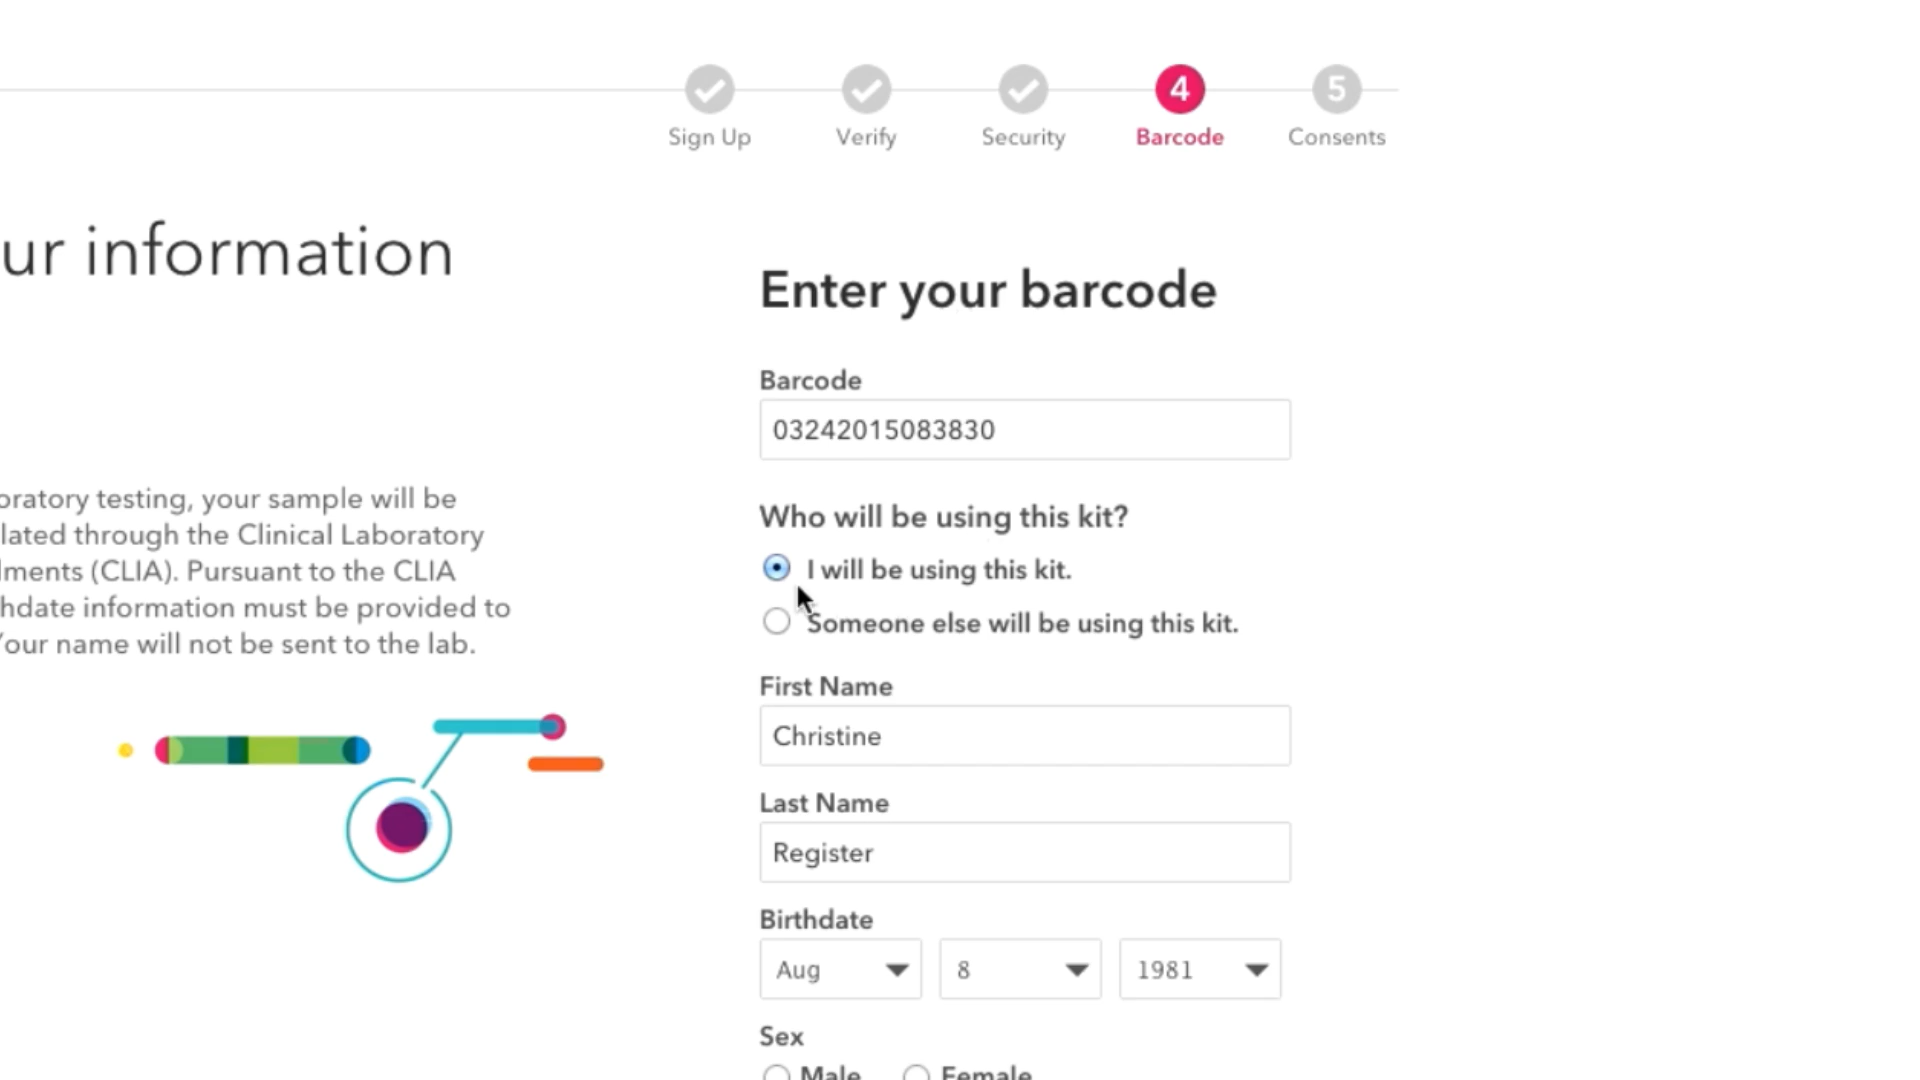 4
5
Sign Up
Verify
Security
Barcode
Consents
ur information
oratory testing, your sample will be
lated through the Clinical Laboratory
ments (CLIA). Pursuant to the CLIA
hdate information must be provided to
our name will not be sent to the lab.
Enter your barcode
Barcode
03242015083830
Who will be using this kit?
I will be using this kit.
Someone else will be using this kit.
First Name
Christine
Last Name
Register
Birthdate
Aug 8 1981
Sex
Male Female